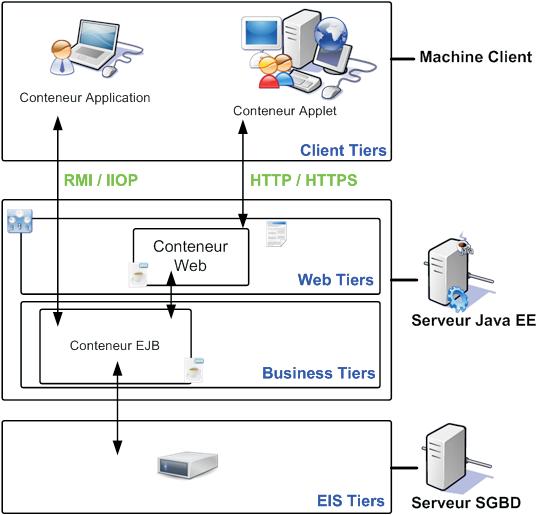 Conteneur Application
Conteneur Applet
Machine Client
Client Tiers
RMI / IIOP
HTTP / HTTPS
Conteneur
Web
Web Tiers
Serveur Java EE
Conteneur EJB
Business Tiers
EIS Tiers
Serveur SGBD